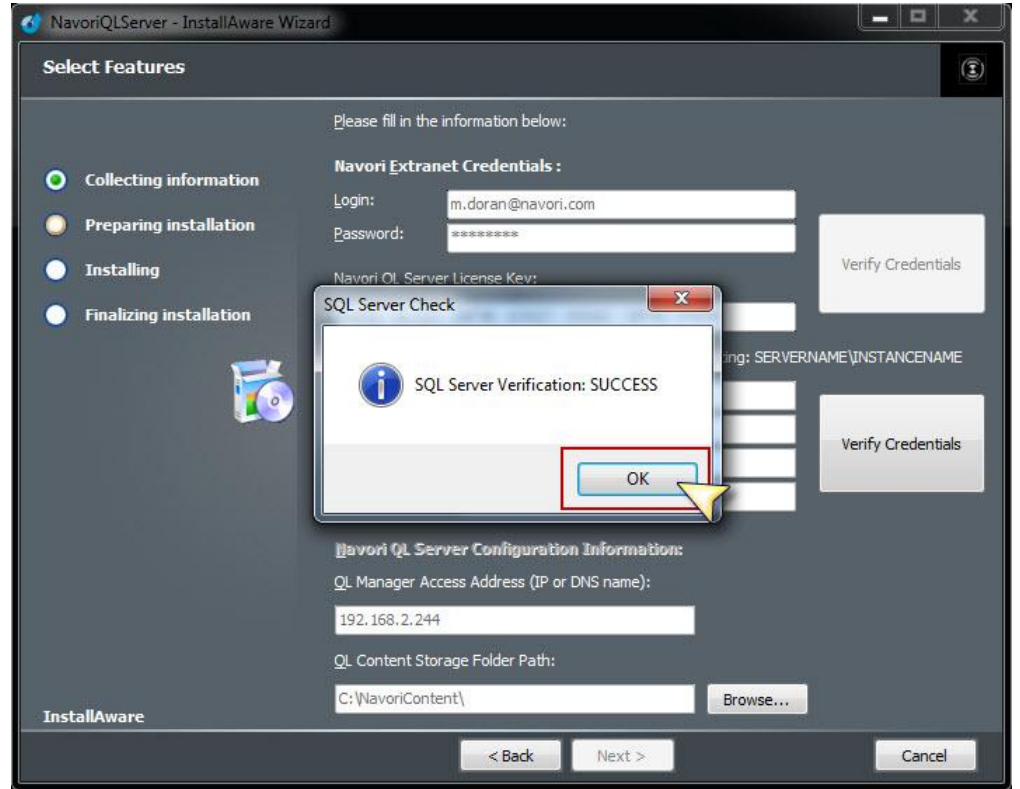 NavoriQLServer - InstallAware Wizard
Select Features
Please fill in the information below:
Navori Extranet Credentials :
Collecting information
Login:
m.doran@navori.com
Preparing installation
Password:
********
Verify Credentials
Installing
Navori QL Server License Key:
SQL Server Check
Finalizing installation
SERVERNAME\INSTANCENAME
SQL Server Verification: SUCCESS
Verify Credentials
OK
Navori QL Server Configuration Information:
QL Manager Access Address (IP or DNS name):
192.168.2.244
QL Content Storage Folder Path:
C:\NavoriContent\
Browse...
InstallAware
< Back
Next >
Cancel